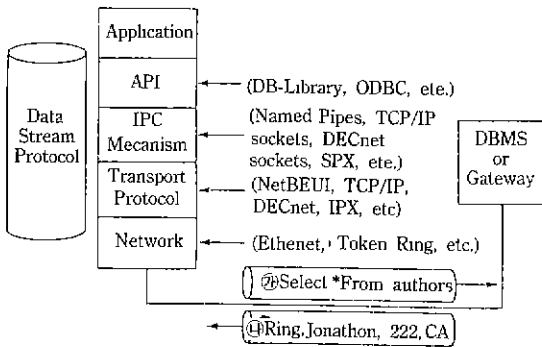 Application
API
(DB-Library, ODBC, ete.)
Data
Stream
Protocol
IPC
Mecanism
(Named Pipes, TCP/IP
sockets, DECnet
sockets, SPX, ete.)
DBMS
or
Gateway
Transport
Protocol
(NetBEUI, TCP/IP,
DECnet, IPX, etc)
Network
(Ethenet, Token Ring, etc.)
㉮Select *From authors
㉯Ring, Jonathon, 222, CA